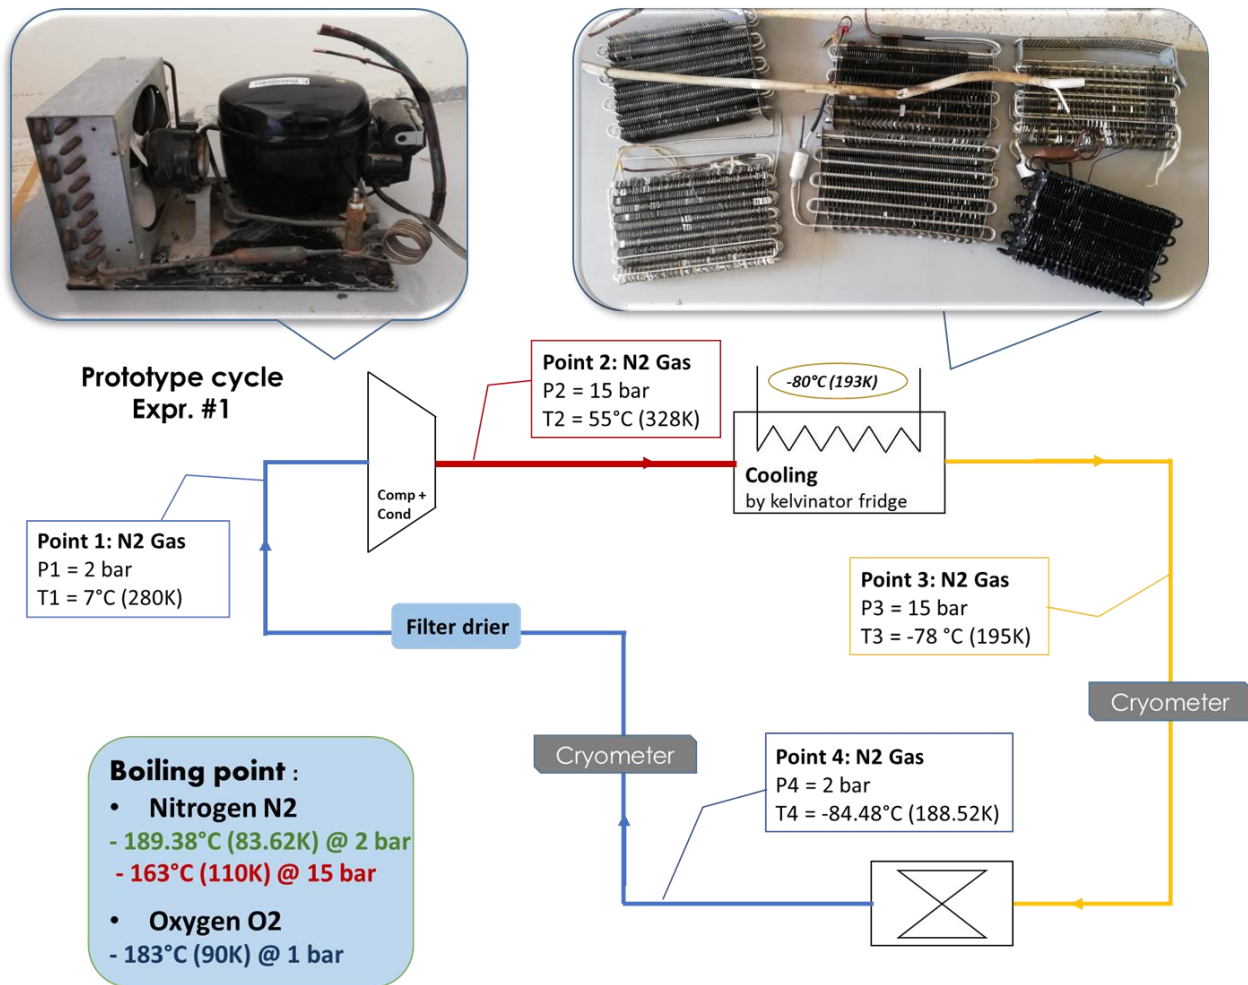 Prototype cycle
Expr. #1
Point 2: N2 Gas
P2 = 15 bar
T2 = 55°C (328K)
-80°C (193K)
Cooling
by kelvinator fridge
Comp +
Cond
Point 1: N2 Gas
P1 = 2 bar
T1 = 7°C (280K)
Filter drier
Point 3: N2 Gas
P3 = 15 bar
T3 = -78 °C (195K)
Cryometer
Cryometer
Point 4: N2 Gas
P4 = 2 bar
T4 = -84.48°C (188.52K)
Boiling point :
• Nitrogen N2
- 189.38°C (83.62K) @ 2 bar
- 163°C (110K) @ 15 bar
• Oxygen O2
- 183°C (90K) @ 1 bar